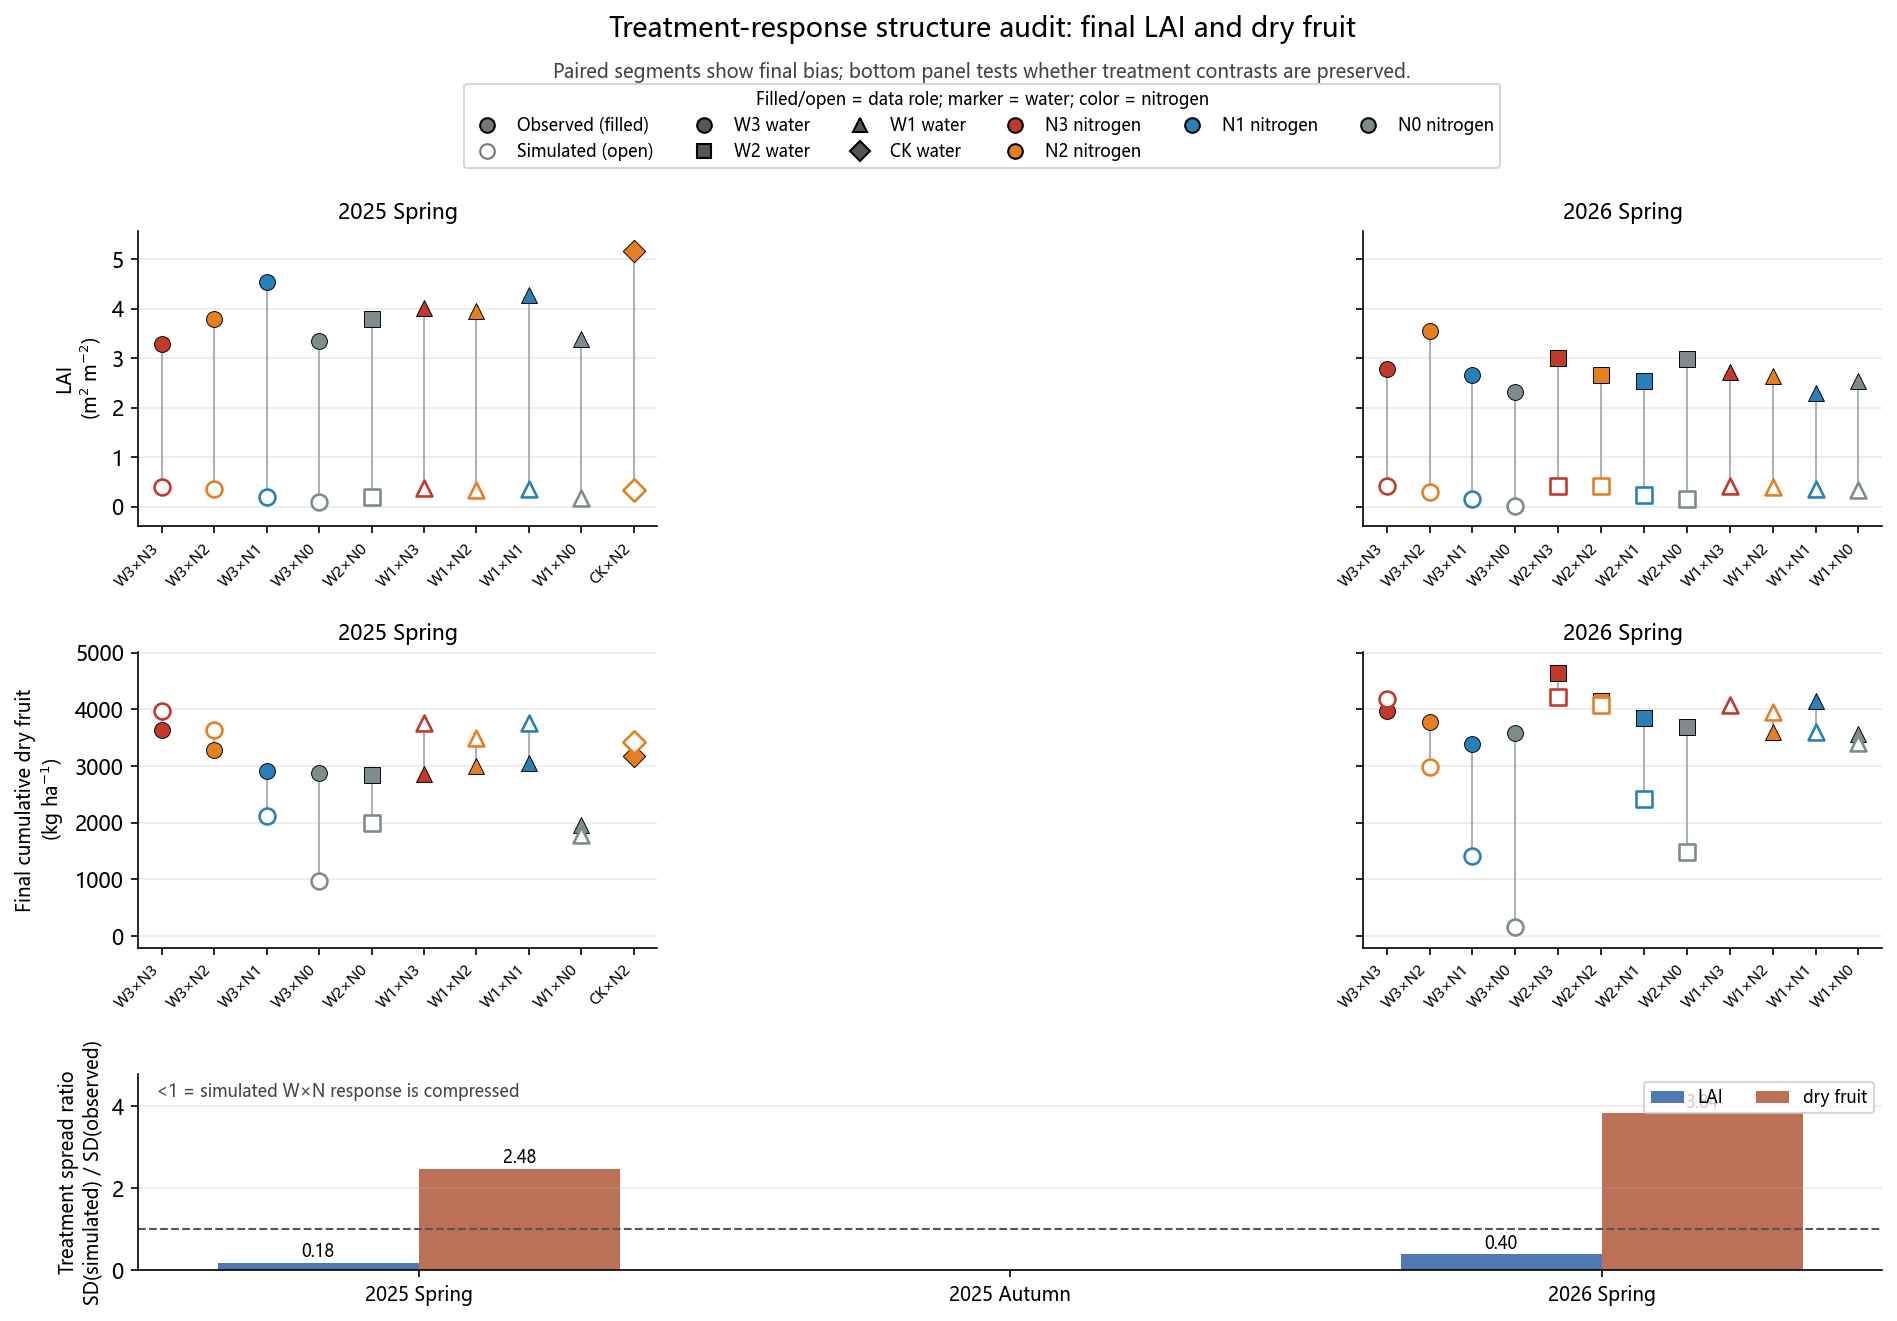 Treatment-response structure audit: final LAI and dry fruit
Paired segments show final bias; bottom panel tests whether treatment contrasts are preserved.
Filled/open = data role; marker = water; color = nitrogen
Observed (filled) W3 water W1 water N3 nitrogen N1 nitrogen N0 nitrogen
Simulated (open) W2 water CK water N2 nitrogen
2025 Spring
LAI
(m² m⁻²)
5
4
3
2
1
0
W3×N3 W3×N2 W3×N1 W3×N0 W2×N0 W1×N3 W1×N2 W1×N1 W1×N0 CK×N2
2026 Spring
W3×N3 W3×N2 W3×N1 W3×N0 W2×N3 W2×N2 W2×N1 W2×N0 W1×N3 W1×N2 W1×N1 W1×N0
2025 Spring
Final cumulative dry fruit
(kg ha⁻¹)
5000
4000
3000
2000
1000
0
W3×N3 W3×N2 W3×N1 W3×N0 W2×N0 W1×N3 W1×N2 W1×N1 W1×N0 CK×N2
2026 Spring
W3×N3 W3×N2 W3×N1 W3×N0 W2×N3 W2×N2 W2×N1 W2×N0 W1×N3 W1×N2 W1×N1 W1×N0
Treatment spread ratio
SD(simulated) / SD(observed)
<1 = simulated W×N response is compressed
LAI dry fruit
4
2
0
0.18
2.48
0.40
2025 Spring 2025 Autumn 2026 Spring